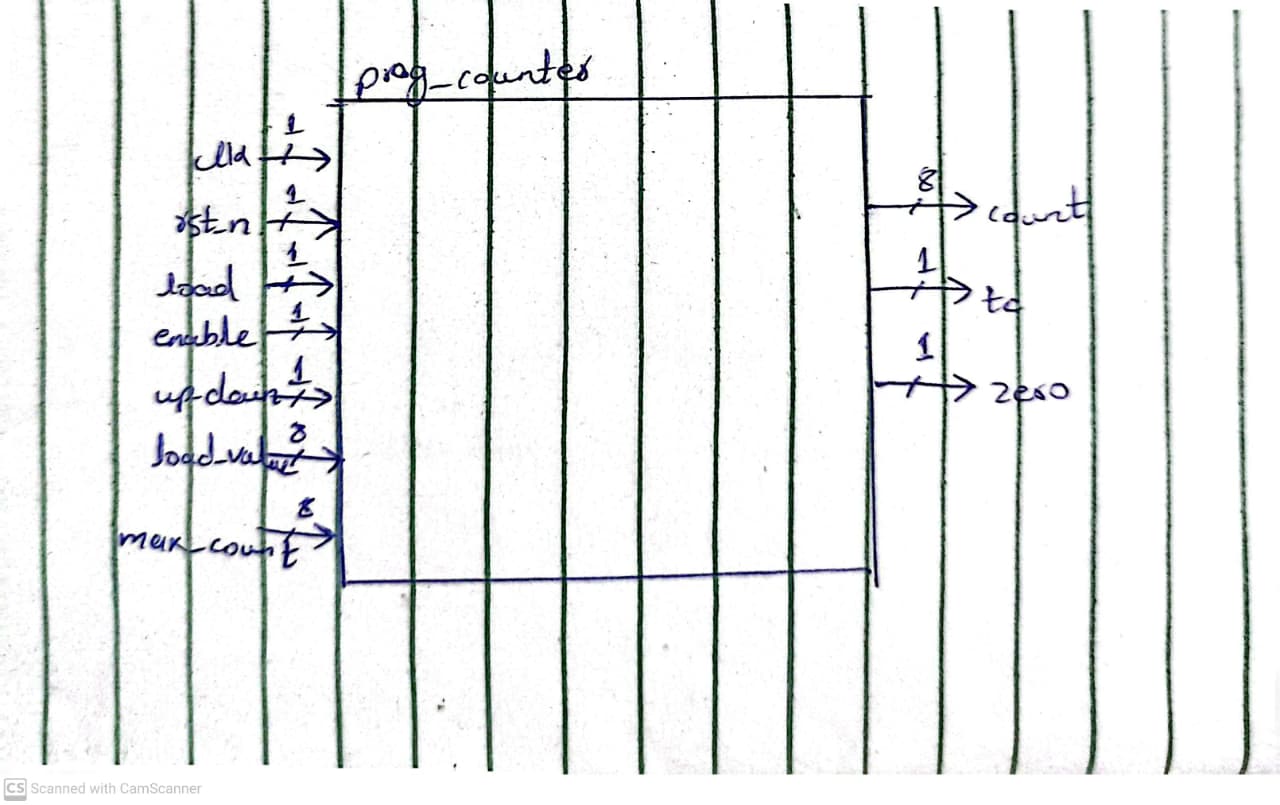 prog_counter
1
clk
1
rst_n
1
load
1
enable
1
up-down
8
load_value
8
max_count
8
count
1
tc
1
zero
CS Scanned with CamScanner